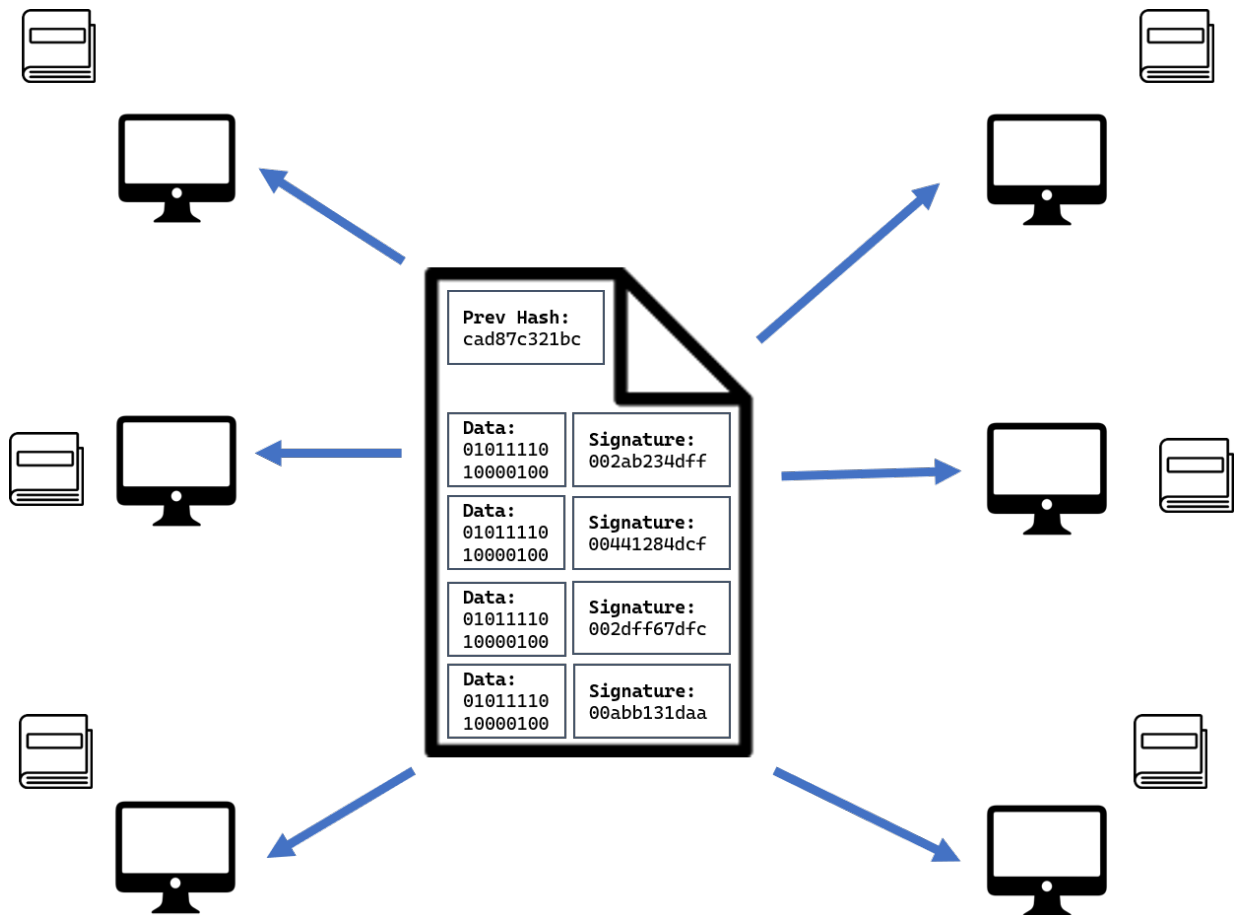 Prev Hash:
cad87c321bc
Data:
01011110
10000100
Signature:
002ab234dff
Data:
01011110
10000100
Signature:
00441284dcf
Data:
01011110
10000100
Signature:
002dff67dfc
Data:
01011110
10000100
Signature:
00abb131daa